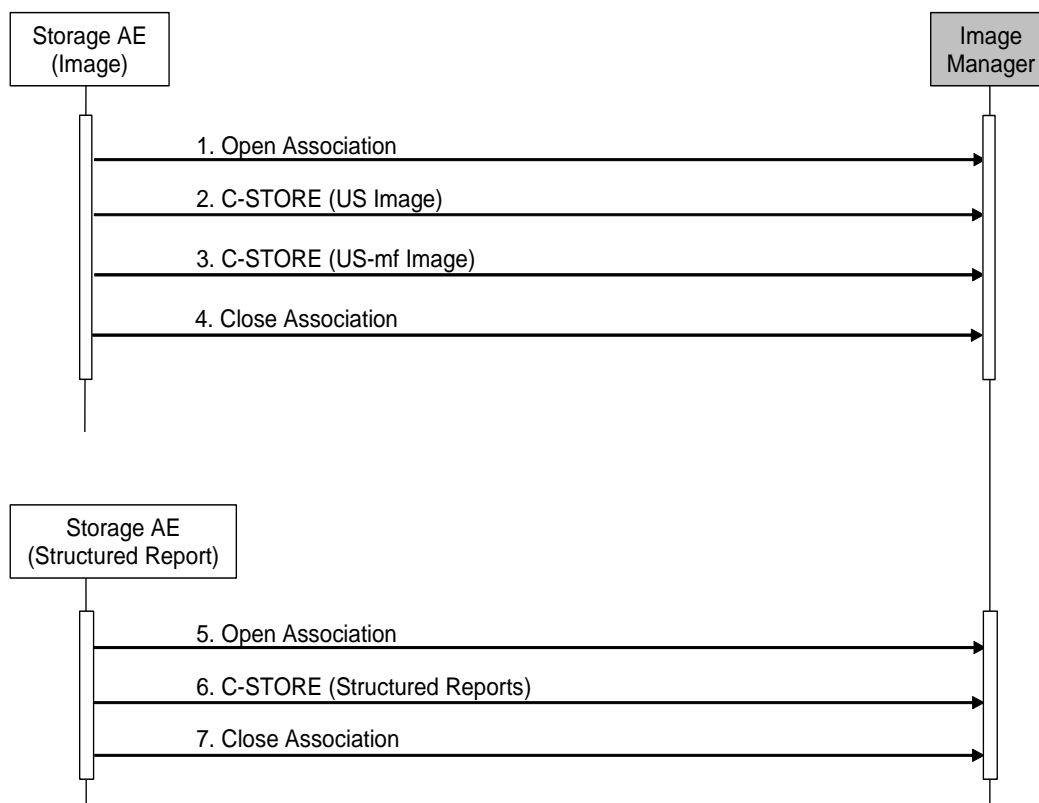 Storage AE
(Image)
Image
Manager
1. Open Association
2. C-STORE (US Image)
3. C-STORE (US-mf Image)
4. Close Association
Storage AE
(Structured Report)
5. Open Association
6. C-STORE (Structured Reports)
7. Close Association